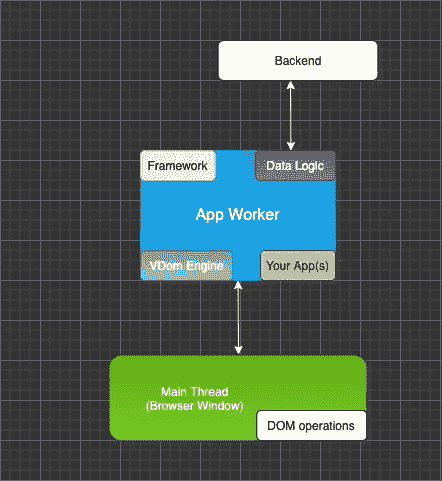 Backend
Framework
Data Logic
App Worker
VDom Engine
Your App(s)
Main Thread
(Browser Window)
DOM operations